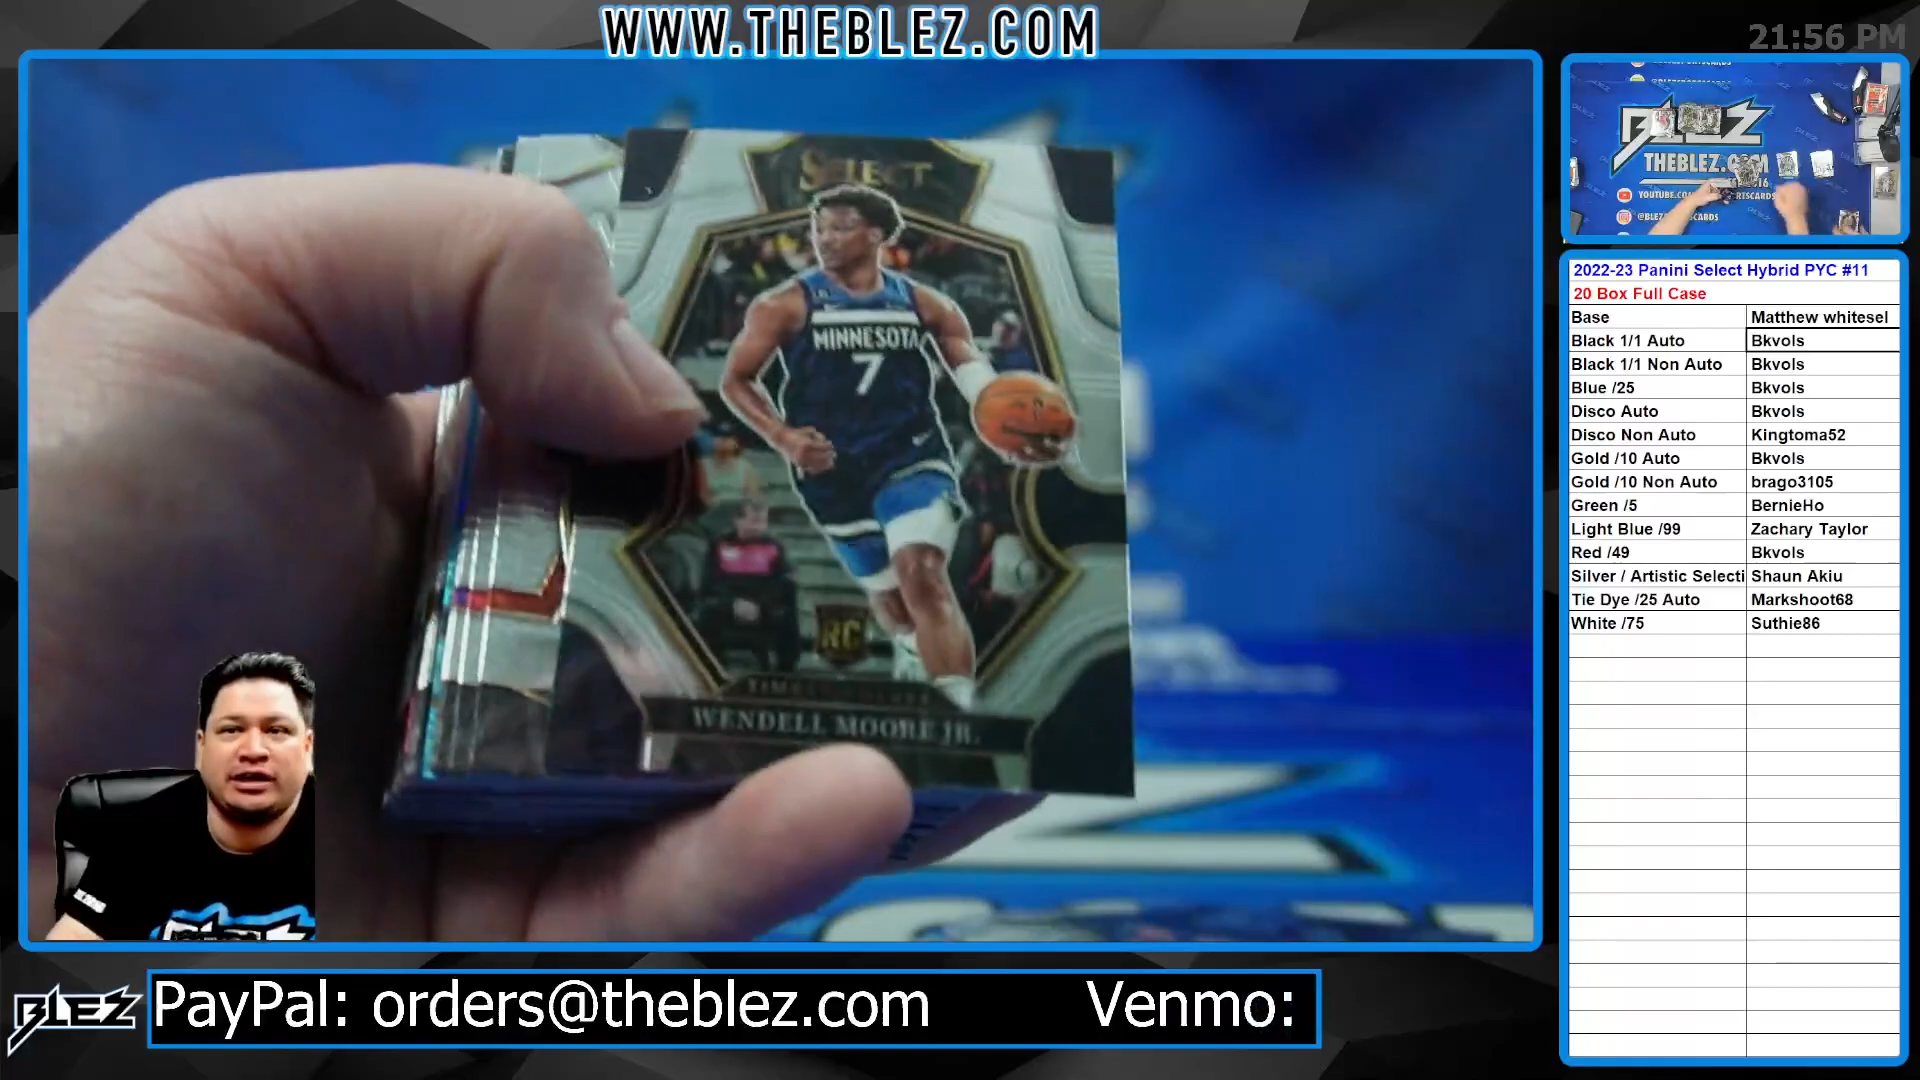 WWW.THEBLEZ.COM
21:56 PM
SELECT
MINNESOTA
7
RC
WENDELL MOORE JR.
BLEZ
THEBLEZ.COM
2022-23 Panini Select Hybrid PYC #11
20 Box Full Case
Base Matthew whitesel
Black 1/1 Auto Bkvols
Black 1/1 Non Auto Bkvols
Blue /25 Bkvols
Disco Auto Bkvols
Disco Non Auto Kingtoma52
Gold /10 Auto Bkvols
Gold /10 Non Auto brago3105
Green /5 BernieHo
Light Blue /99 Zachary Taylor
Red /49 Bkvols
Silver / Artistic Selecti Shaun Akiu
Tie Dye /25 Auto Markshoot68
White /75 Suthie86
BLEZ
PayPal: orders@theblez.com Venmo: